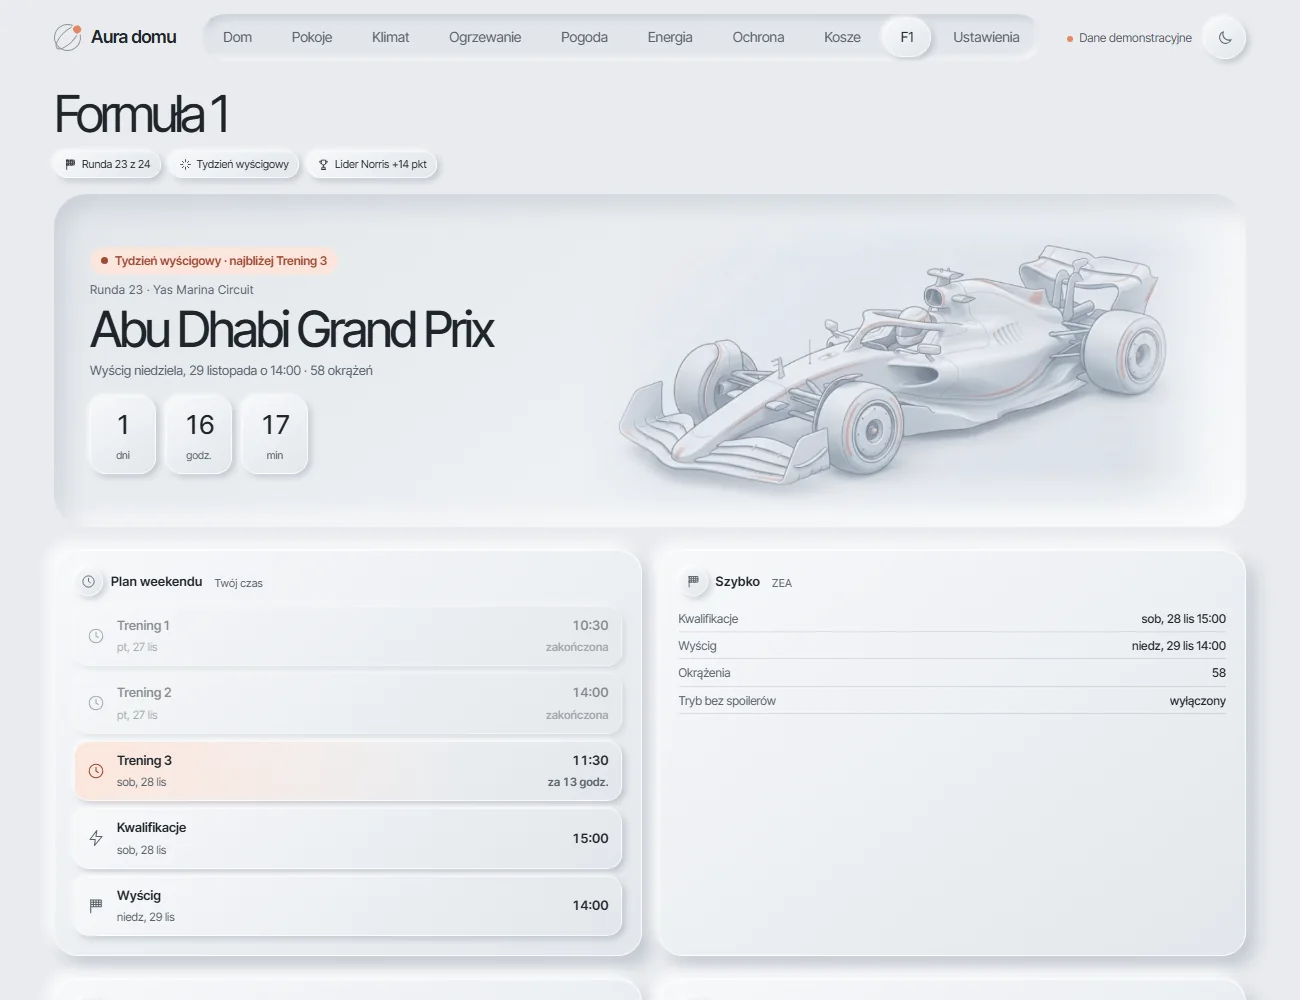 Aura domu
Dom Pokoje Klimat Ogrzewanie Pogoda Energia Ochrona Kosze F1 Ustawienia
Dane demonstracyjne
Formuła 1
Runda 23 z 24 Tydzień wyścigowy Lider Norris +14 pkt
Tydzień wyścigowy · najbliżej Trening 3
Runda 23 · Yas Marina Circuit
Abu Dhabi Grand Prix
Wyścig niedziela, 29 listopada o 14:00 · 58 okrążeń
1 16 17
dni godz. min
Plan weekendu Twój czas
Trening 1 10:30
pt, 27 lis zakończona
Trening 2 14:00
pt, 27 lis zakończona
Trening 3 11:30
sob, 28 lis za 13 godz.
Kwalifikacje
sob, 28 lis 15:00
Wyścig
niedz, 29 lis 14:00
Szybko ZEA
Kwalifikacje sob, 28 lis 15:00
Wyścig niedz, 29 lis 14:00
Okrążenia 58
Tryb bez spoilerów wyłączony